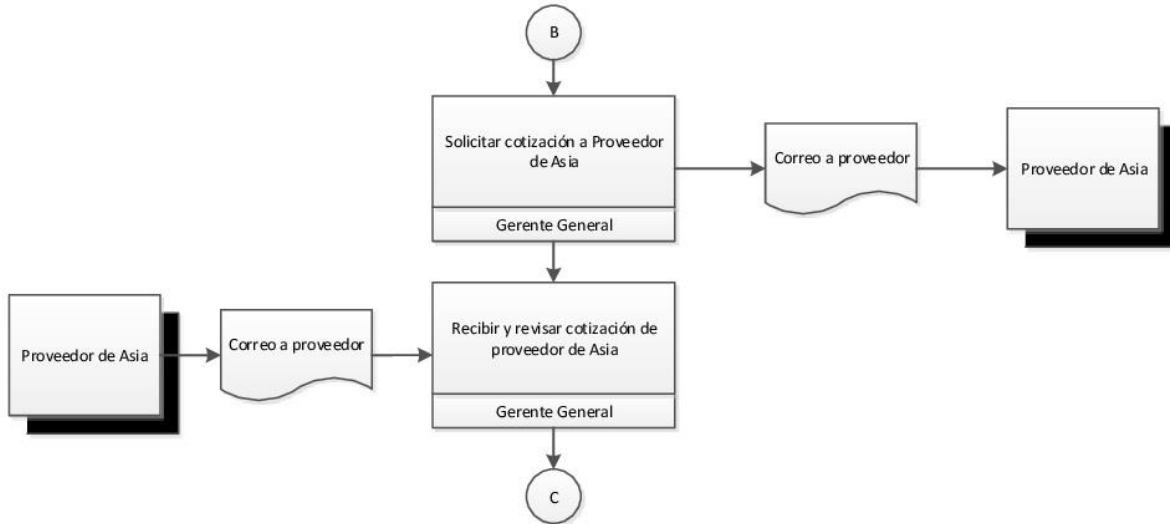 B
Solicitar cotización a Proveedor
de Asia
Gerente General
Correo a proveedor
Proveedor de Asia
Proveedor de Asia
Correo a proveedor
Recibir y revisar cotización de
proveedor de Asia
Gerente General
C